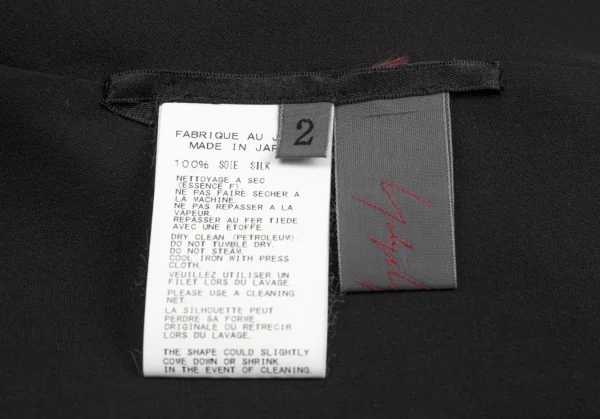 FABRIQUE AU J
MADE IN JAP
2
100% SOIE SILK
NETTOYAGE A SEC
(ESSENCE F).
NE PAS FAIRE SECHER A
LA MACHINE.
NE PAS REPASSER A LA
VAPEUR.
REPASSER AU FER TIEDE
AVEC UNE ETOFFE.
DRY CLEAN (PETROLEUM).
DO NOT TUMBLE DRY.
DO NOT STEAM.
COOL IRON WITH PRESS
CLOTH.
VEUILLEZ UTILISER UN
FILET LORS DU LAVAGE.
PLEASE USE A CLEANING
NET.
LA SILHOUETTE PEUT
PERDRE SA FORME
ORIGINALE OU RETRECIR
LORS DU LAVAGE.
THE SHAPE COULD SLIGHTLY
COME DOWN OR SHRINK
IN THE EVENT OF CLEANING.